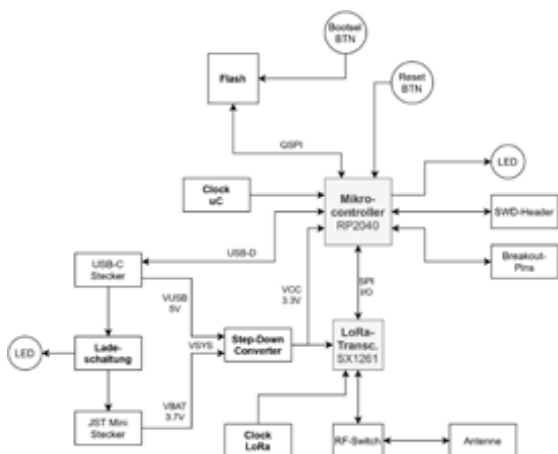 Bootsel
BTN
Flash
Reset
BTN
QSPI
LED
Clock
uC
Mikro-
controller
RP2040
SWD-Header
USB-D
Breakout-
Pins
USB-C
Stecker
VUSB
5V
VCC
3.3V
SPI
I/O
LED
Lade-
schaltung
VSYS
Step-Down
Converter
LoRa-
Transc.
SX1261
JST Mini
Stecker
VBAT
3.7V
Clock
LoRa
RF-Switch
Antenne